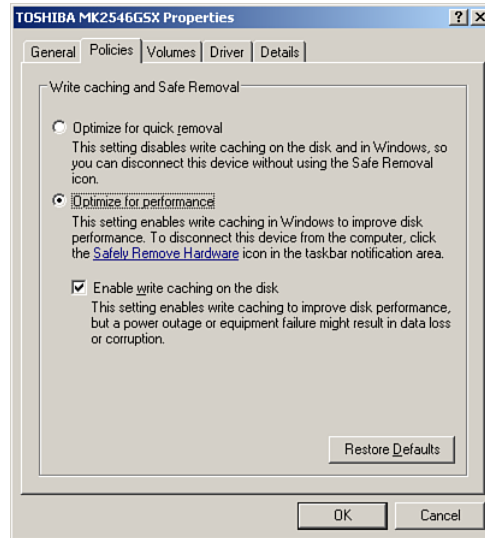 TOSHIBA MK2546GSX Properties
General Policies Volumes Driver Details
Write caching and Safe Removal
Optimize for quick removal
This setting disables write caching on the disk and in Windows, so
you can disconnect this device without using the Safe Removal
icon.
Optimize for performance
This setting enables write caching in Windows to improve disk
performance. To disconnect this device from the computer, click
the Safely Remove Hardware icon in the taskbar notification area.
Enable write caching on the disk
This setting enables write caching to improve disk performance,
but a power outage or equipment failure might result in data loss
or corruption.
Restore Defaults
OK Cancel